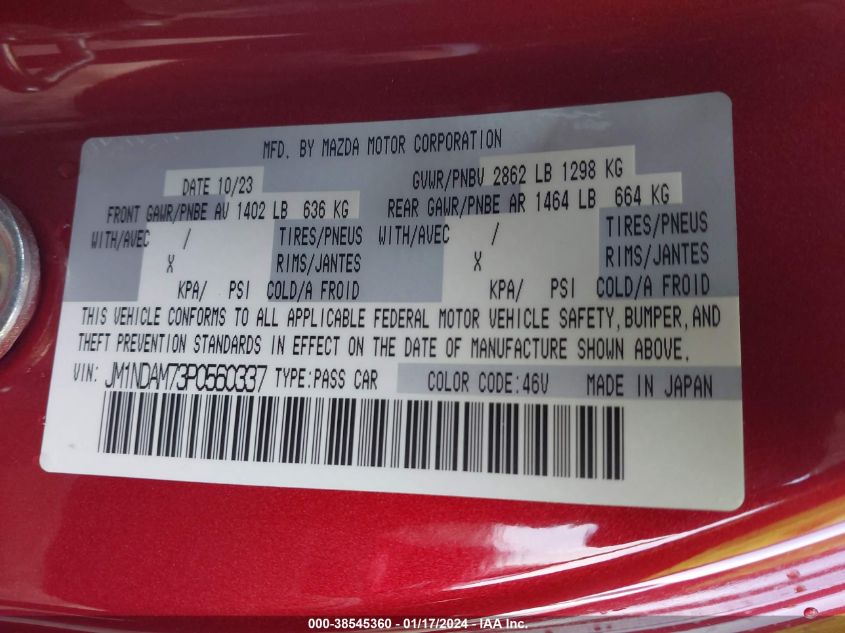 MFD. BY MAZDA MOTOR CORPORATION
DATE 10/23 GVWR/PNBV 2862 LB 1298 KG
FRONT GAWR/PNBE AV 1402 LB 636 KG REAR GAWR/PNBE AR 1464 LB 664 KG
WITH/AVEC / TIRES/PNEUS WITH/AVEC / TIRES/PNEUS
X RIMS/JANTES X RIMS/JANTES
KPA/ PSI COLD/A FROID KPA/ PSI COLD/A FROID
THIS VEHICLE CONFORMS TO ALL APPLICABLE FEDERAL MOTOR VEHICLE SAFETY, BUMPER, AND
THEFT PREVENTION STANDARDS IN EFFECT ON THE DATE OF MANUFACTURE SHOWN ABOVE.
VIN: JM1NDAM73P0560337 TYPE:PASS CAR COLOR CODE:46V MADE IN JAPAN
000-38545360 - 01/17/2024 - IAA Inc.